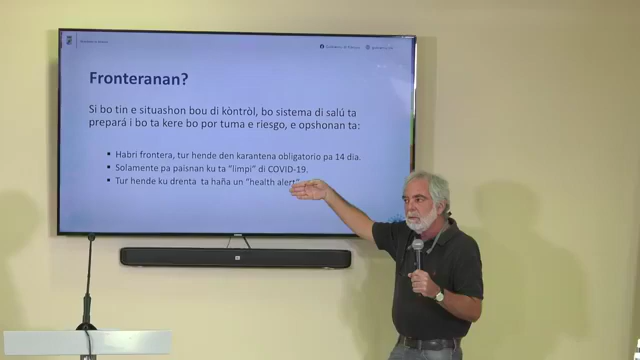 Fronteranan?
Si bo tin e situashon bou di kòntròl, bo sistema di salú ta
prepará i bo ta kere bo por tuma e riesgo, e opshonan ta:
▪ Habri frontera, tur hende den karantena obligatorio pa 14 dia.
▪ Solamente pa paisnan ku ta "limpi" di COVID-19.
▪ Tur hende ku drenta ta haña un "health alert"